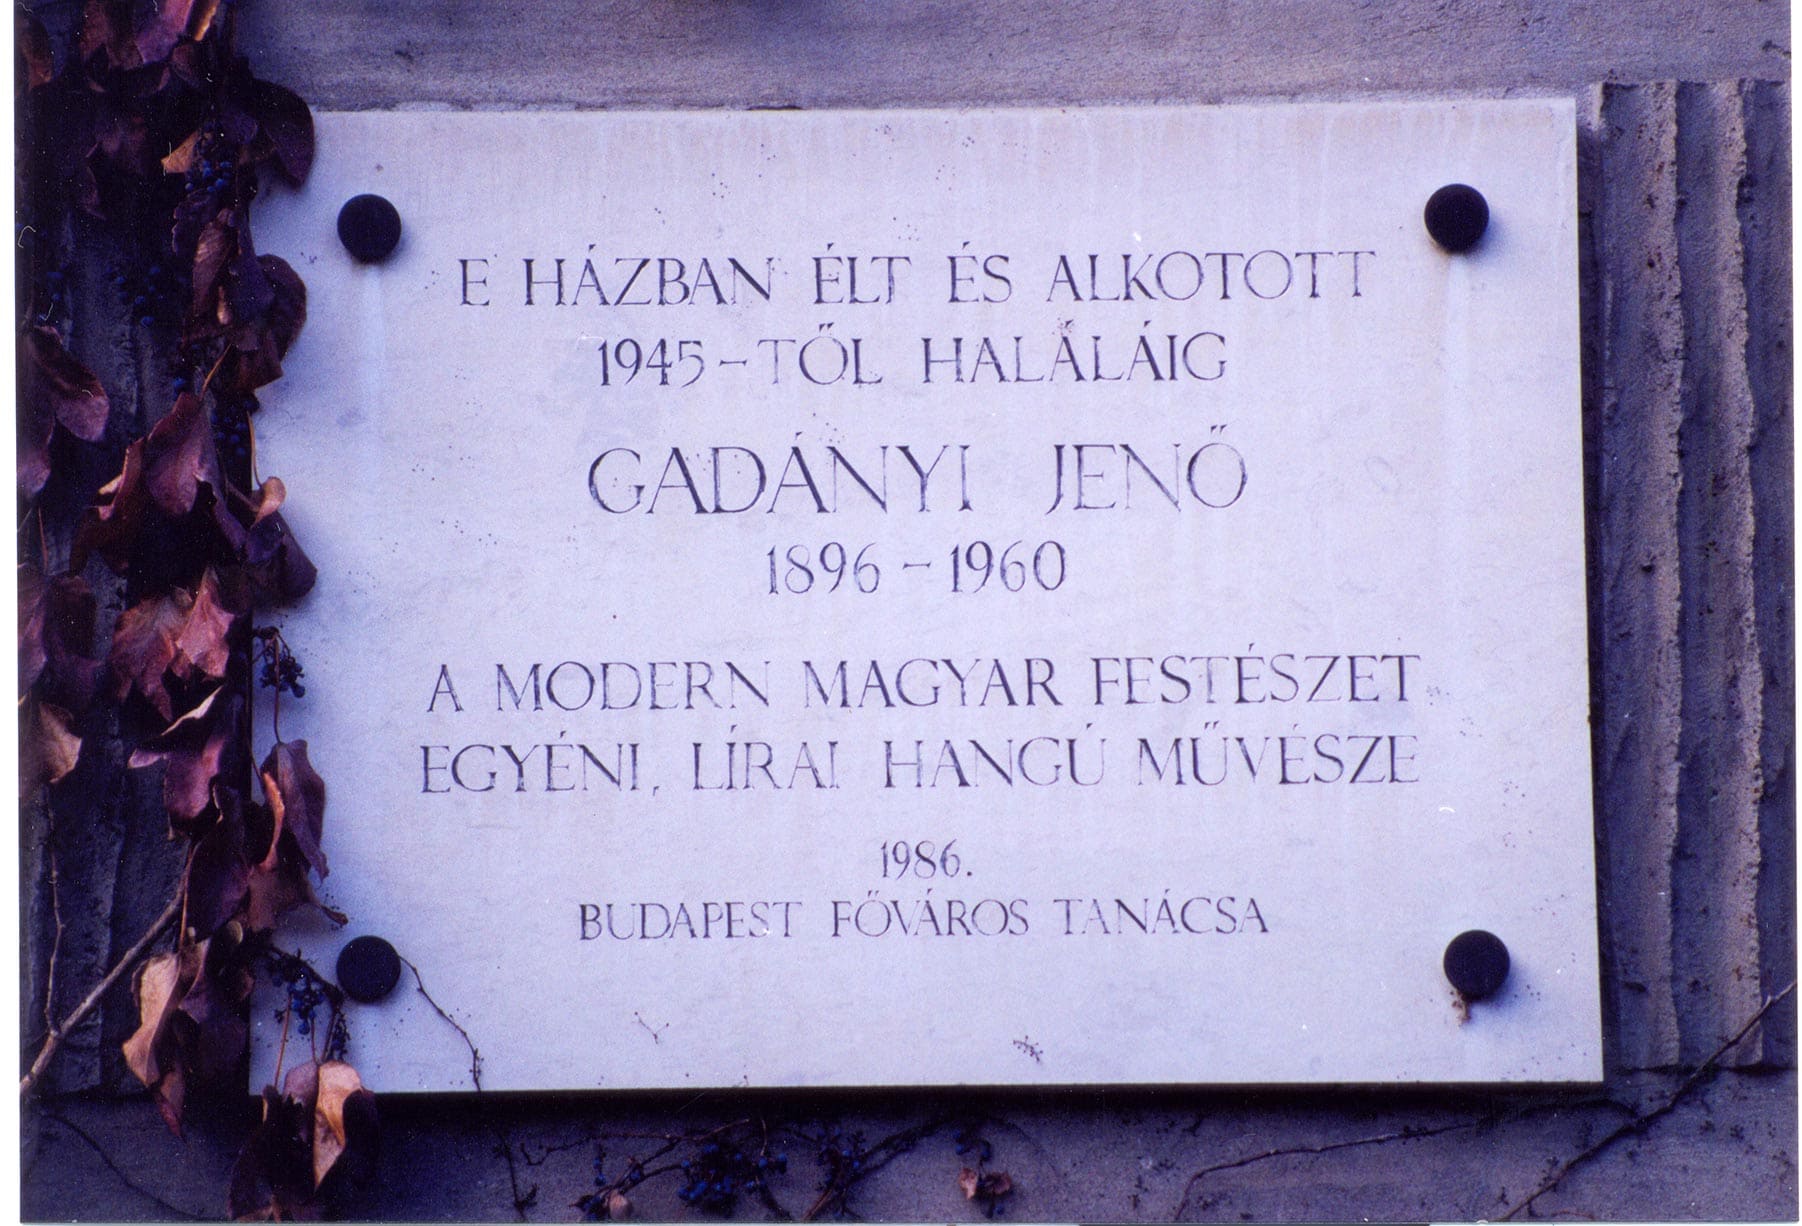 E HÁZBAN ÉLT ÉS ALKOTOTT
1945-TŐL HALÁLÁIG
GADÁNYI JENŐ
1896-1960
A MODERN MAGYAR FESTÉSZET
EGYÉNI, LÍRAI HANGÚ MŰVÉSZE
1986.
BUDAPEST FŐVÁROS TANÁCSA